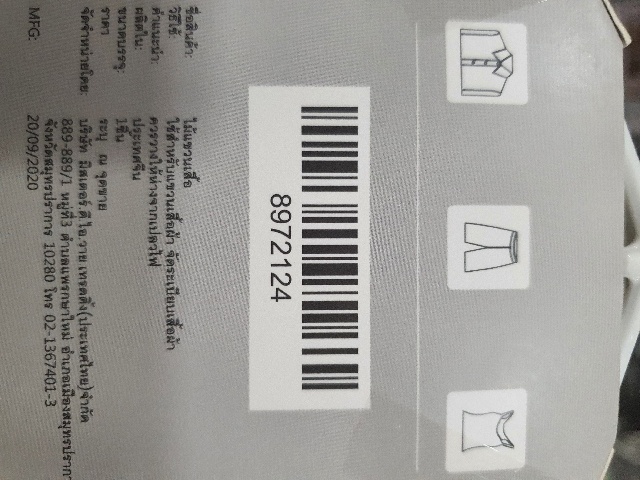 ชื่อสินค้า: ไม้แขวนเสื้อ
วิธีใช้: ใช้สำหรับแขวนเสื้อผ้า จัดระเบียบเสื้อผ้า
คำแนะนำ: ควรวางให้ห่างจากเปลวไฟ
ผลิตใน: ประเทศจีน
ขนาดบรรจุ: 1ชิ้น
ราคา ระบุ ณ จุดขาย
จัดจำหน่ายโดย: บริษัท มิสเตอร์.ดี.ไอ.วาย.เทรดดิ้ง(ประเทศไทย)จำกัด
889-889/1 หมู่ที่3 ตำบลแพรกษาใหม่ อำเภอเมืองสมุทรปราการ
จังหวัดสมุทรปราการ 10280 โทร 02-1367401-3
MFG: 20/09/2020
8972124